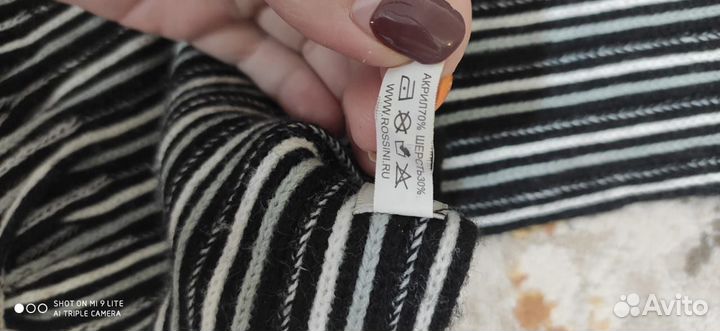 АКРИЛ70% ШЕРСТЬ30%
WWW.ROSSINI.RU
SHOT ON MI 9 LITE
AI TRIPLE CAMERA
Avito